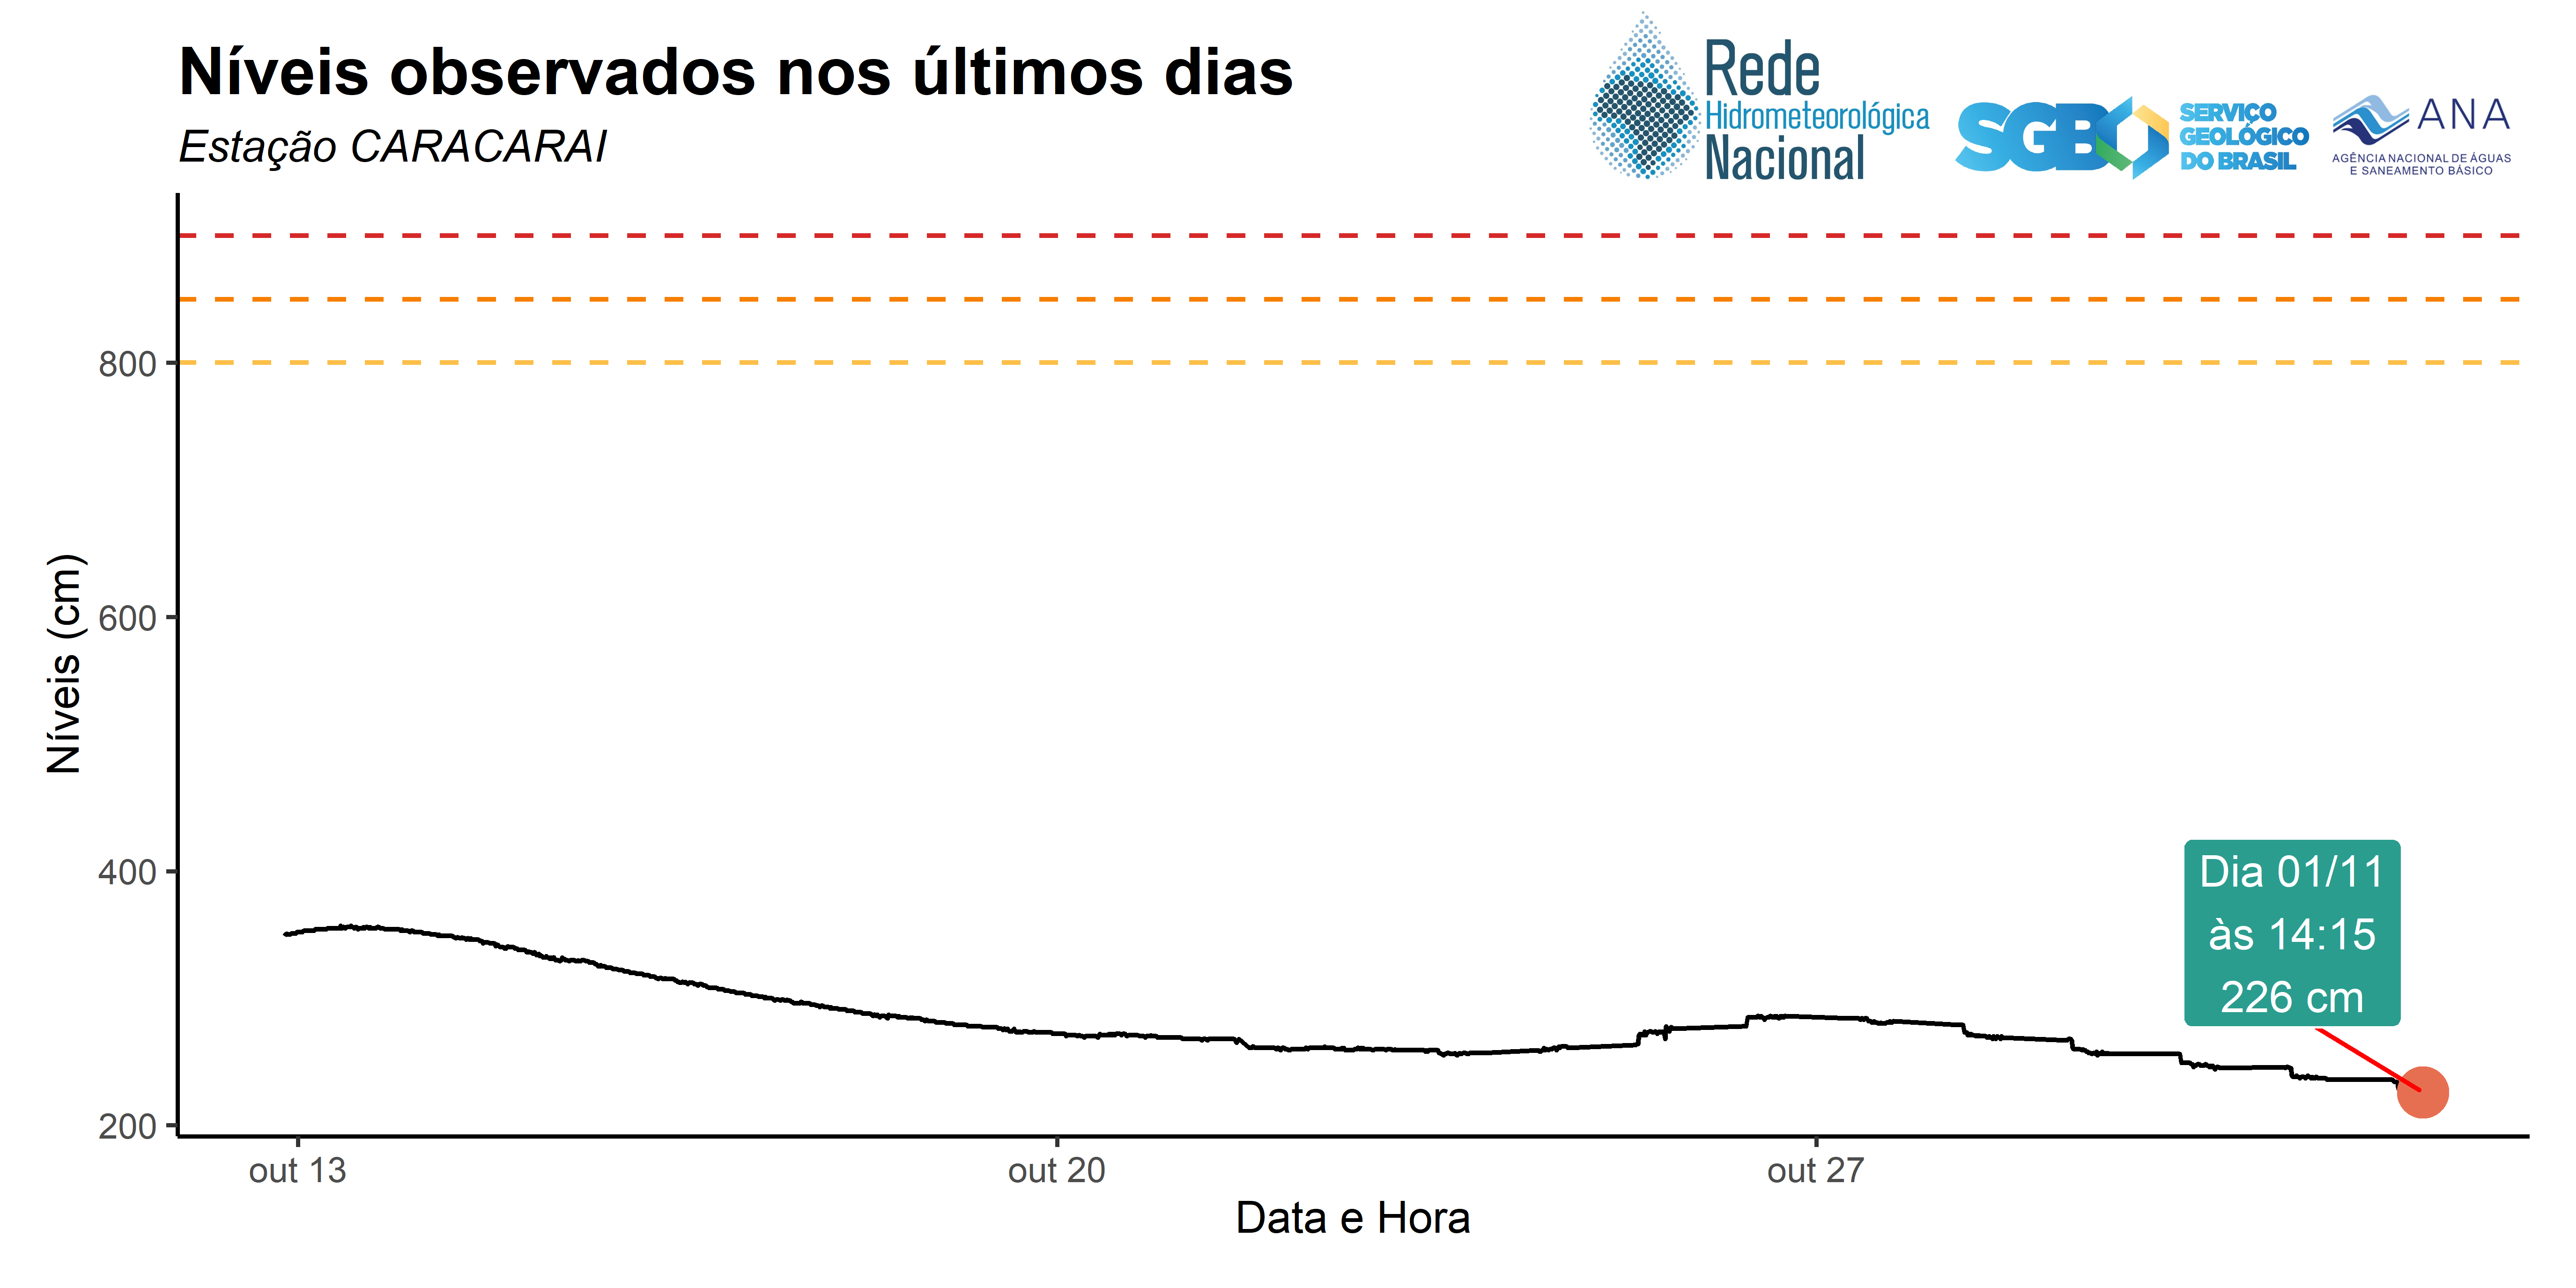 Níveis observados nos últimos dias
Estação CARACARAI
Rede
Hidrometeorológica
Nacional
SGB
SERVIÇO
GEOLÓGICO
DO BRASIL
ANA
AGÊNCIA NACIONAL DE ÁGUAS
E SANEAMENTO BÁSICO
Níveis (cm)
800
600
400
200
Dia 01/11
às 14:15
226 cm
out 13
out 20
out 27
Data e Hora